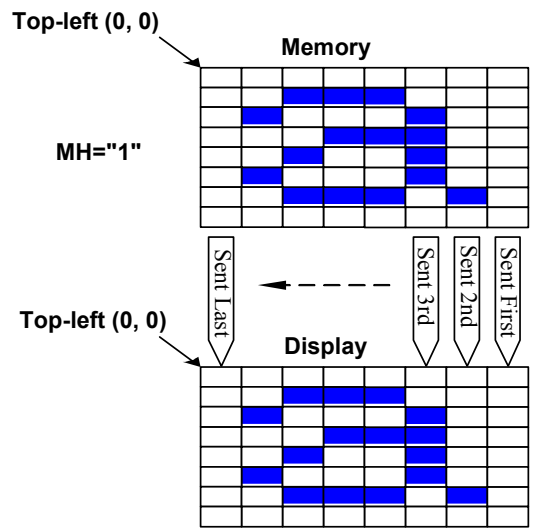 Top-left (0, 0)
Memory
MH="1"
Sent Last
Sent 3rd
Sent 2nd
Sent First
Top-left (0, 0)
Display